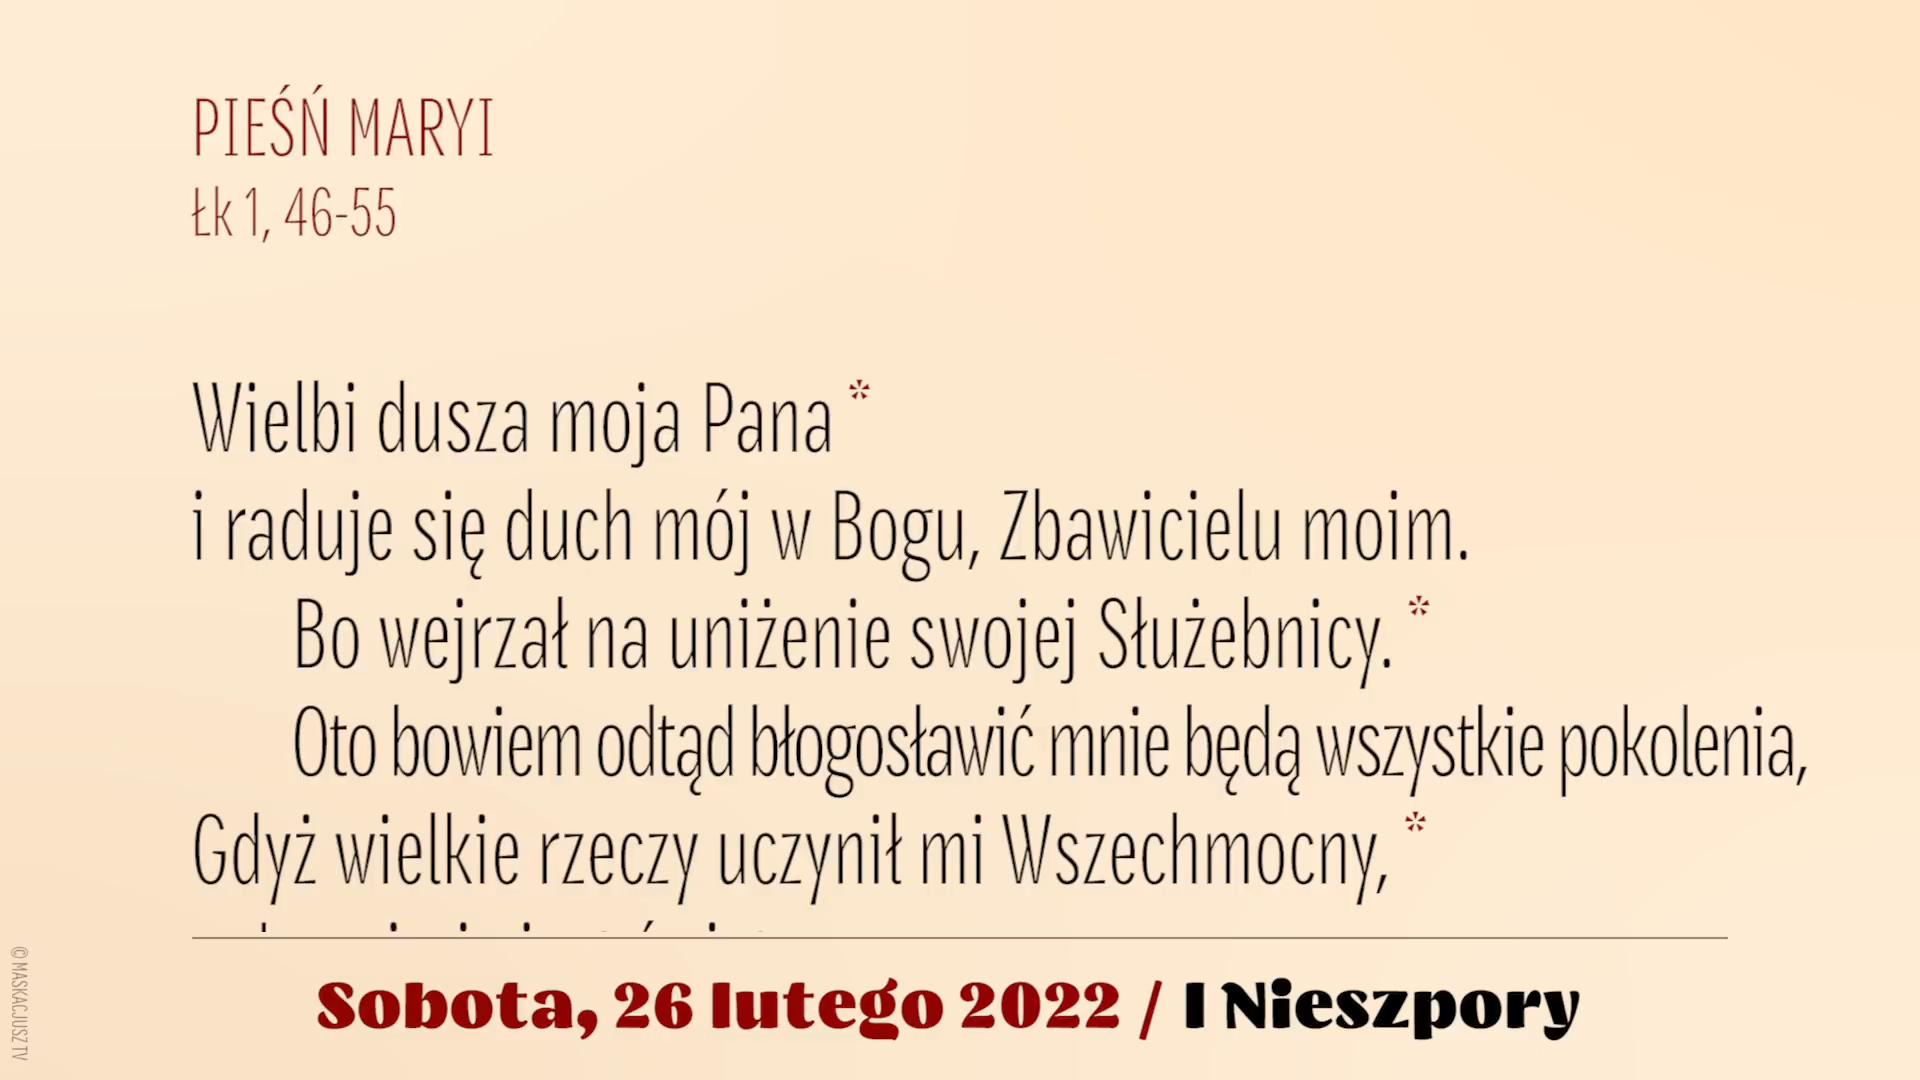 PIEŚŃ MARYI
Łk 1, 46-55
Wielbi dusza moja Pana *
i raduje się duch mój w Bogu, Zbawicielu moim.
Bo wejrzał na uniżenie swojej Służebnicy. *
Oto bowiem odtąd błogosławić mnie będą wszystkie pokolenia,
Gdyż wielkie rzeczy uczynił mi Wszechmocny, *
Sobota, 26 lutego 2022 / I Nieszpory
© MASKACJUSZ TV